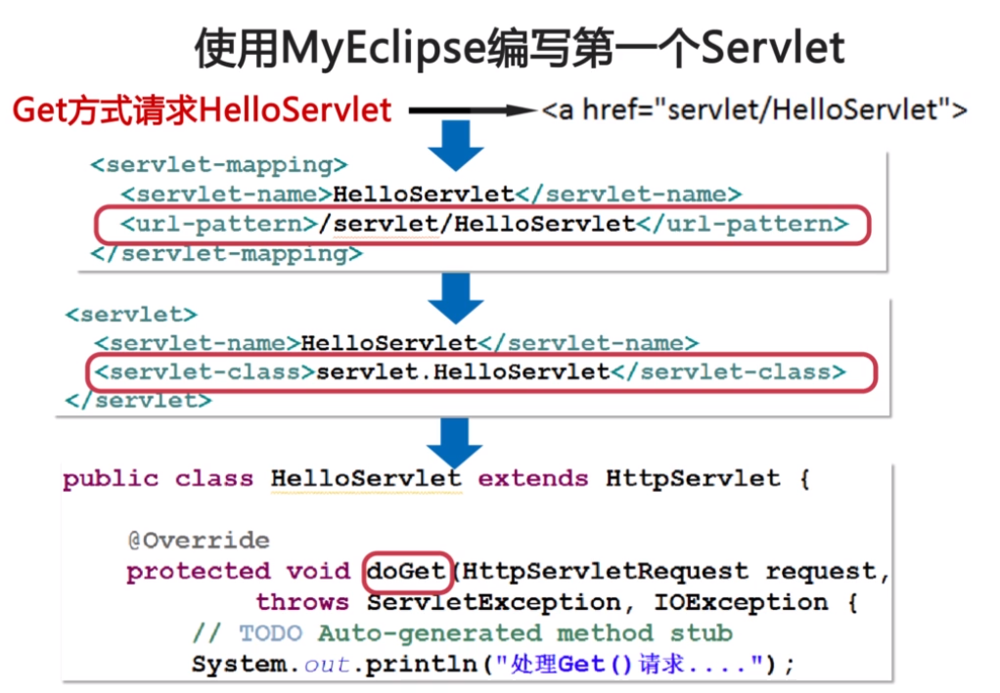 使用MyEclipse编写第一个Servlet
Get方式请求HelloServlet
<a href="servlet/HelloServlet">
<servlet-mapping>
<servlet-name>HelloServlet</servlet-name>
<url-pattern>/servlet/HelloServlet</url-pattern>
</servlet-mapping>
<servlet>
<servlet-name>HelloServlet</servlet-name>
<servlet-class>servlet.HelloServlet</servlet-class>
</servlet>
public class HelloServlet extends HttpServlet {
@Override
protected void doGet(HttpServletRequest request,
throws ServletException, IOException {
// TODO Auto-generated method stub
System.out.println("处理Get()请求....");